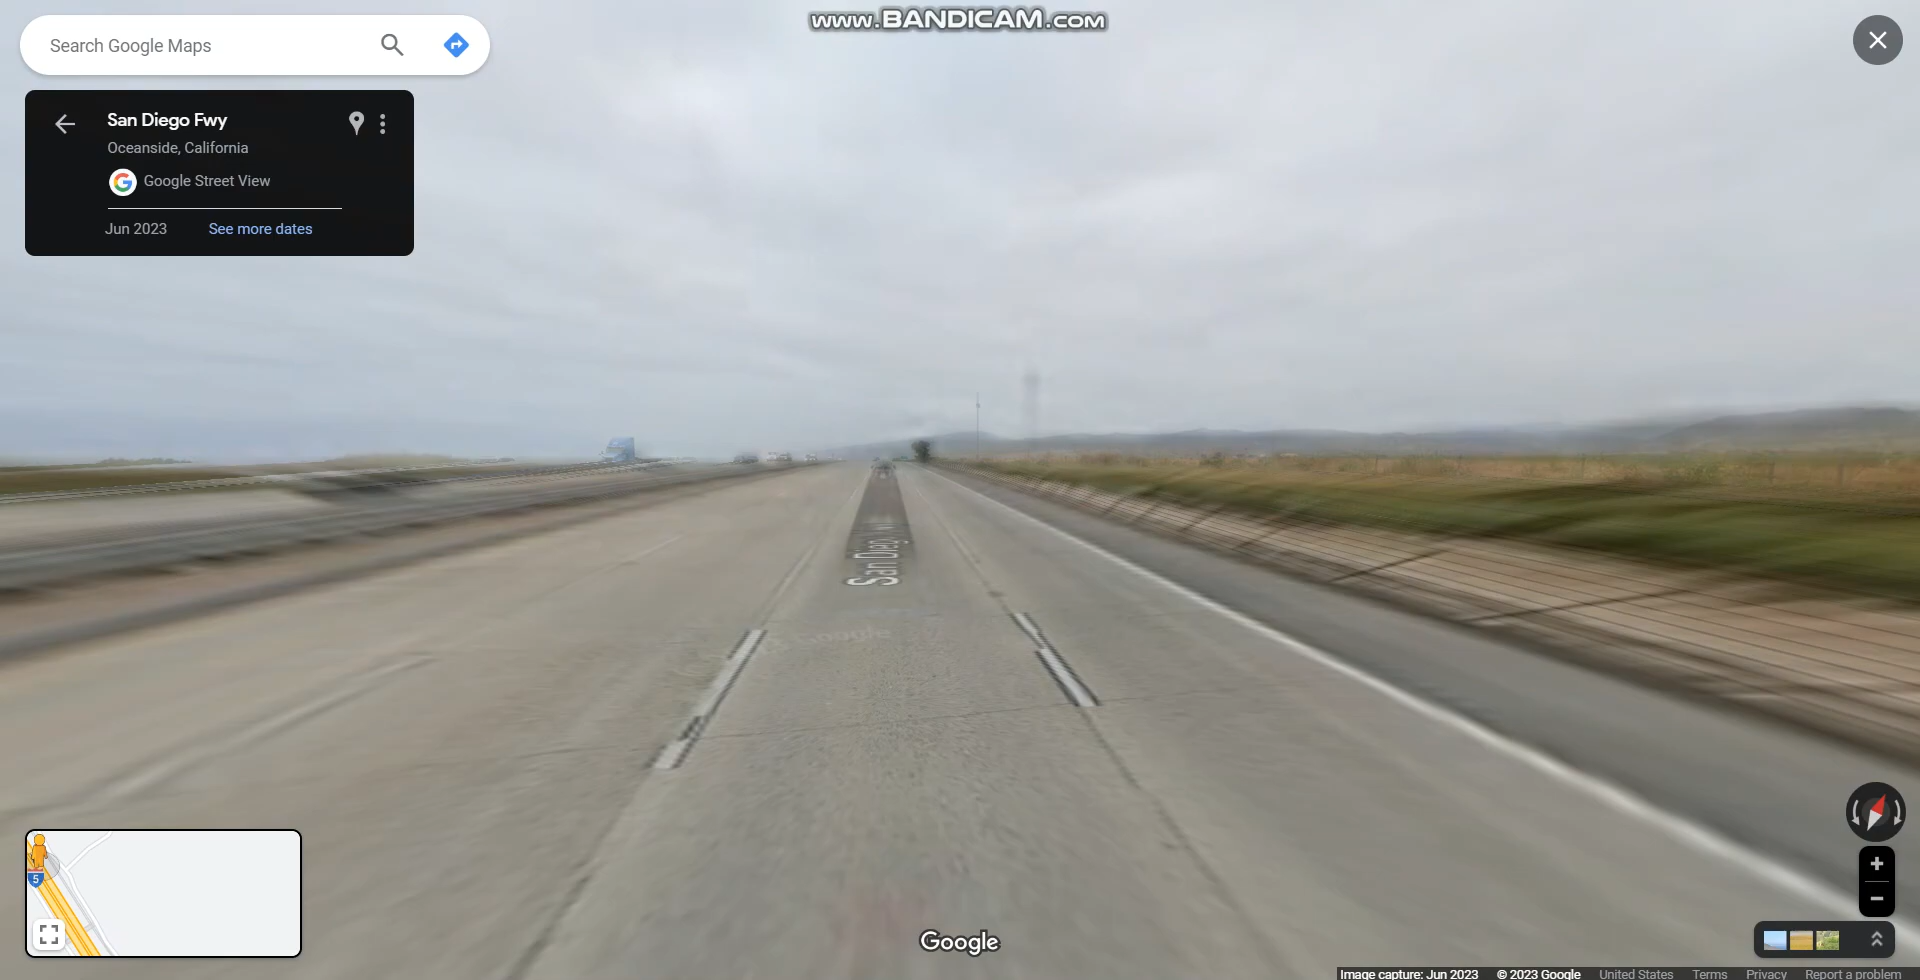 www.BANDICAM.com
Search Google Maps
San Diego Fwy
Oceanside, California
Google Street View
Jun 2023
See more dates
San Diego
Google
5
Google
Image capture: Jun 2023 © 2023 Google United States Terms Privacy Report a problem